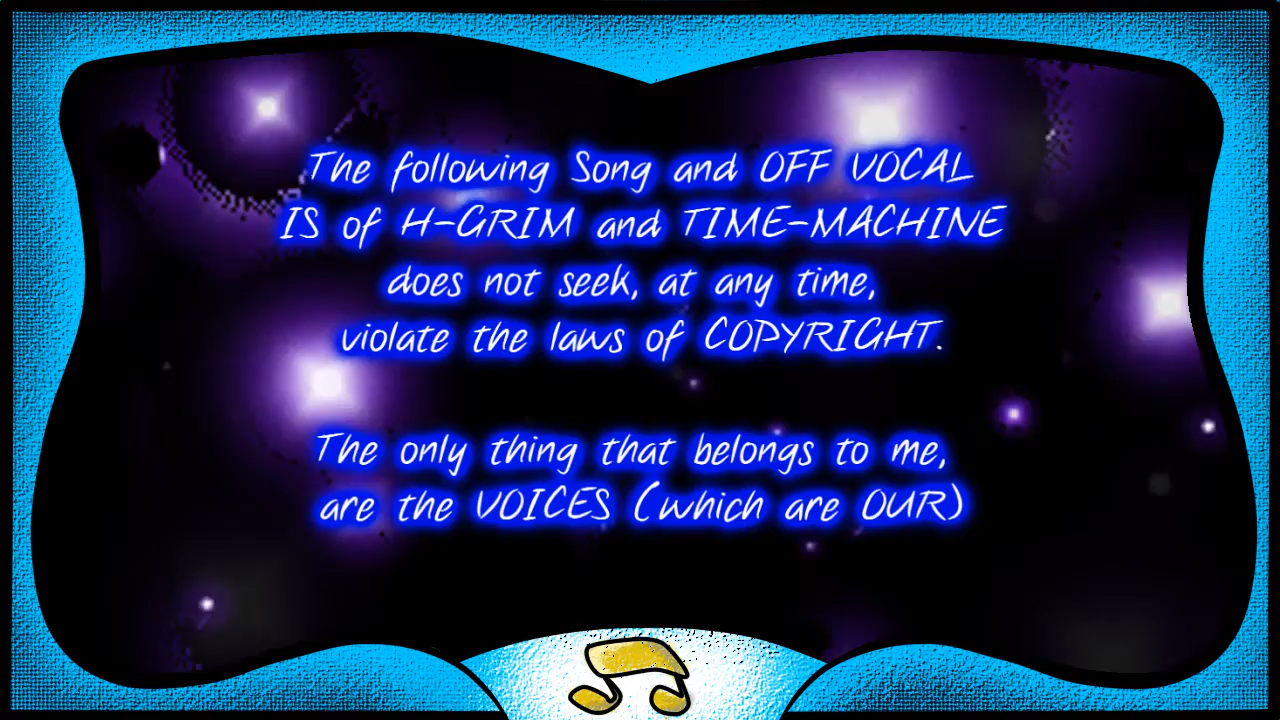 The following Song and OFF VOCAL
IS of H-GRIM and TIME-MACHINE
does not seek, at any time,
violate the laws of COPYRIGHT.
The only thing that belongs to me,
are the VOICES (which are OUR)